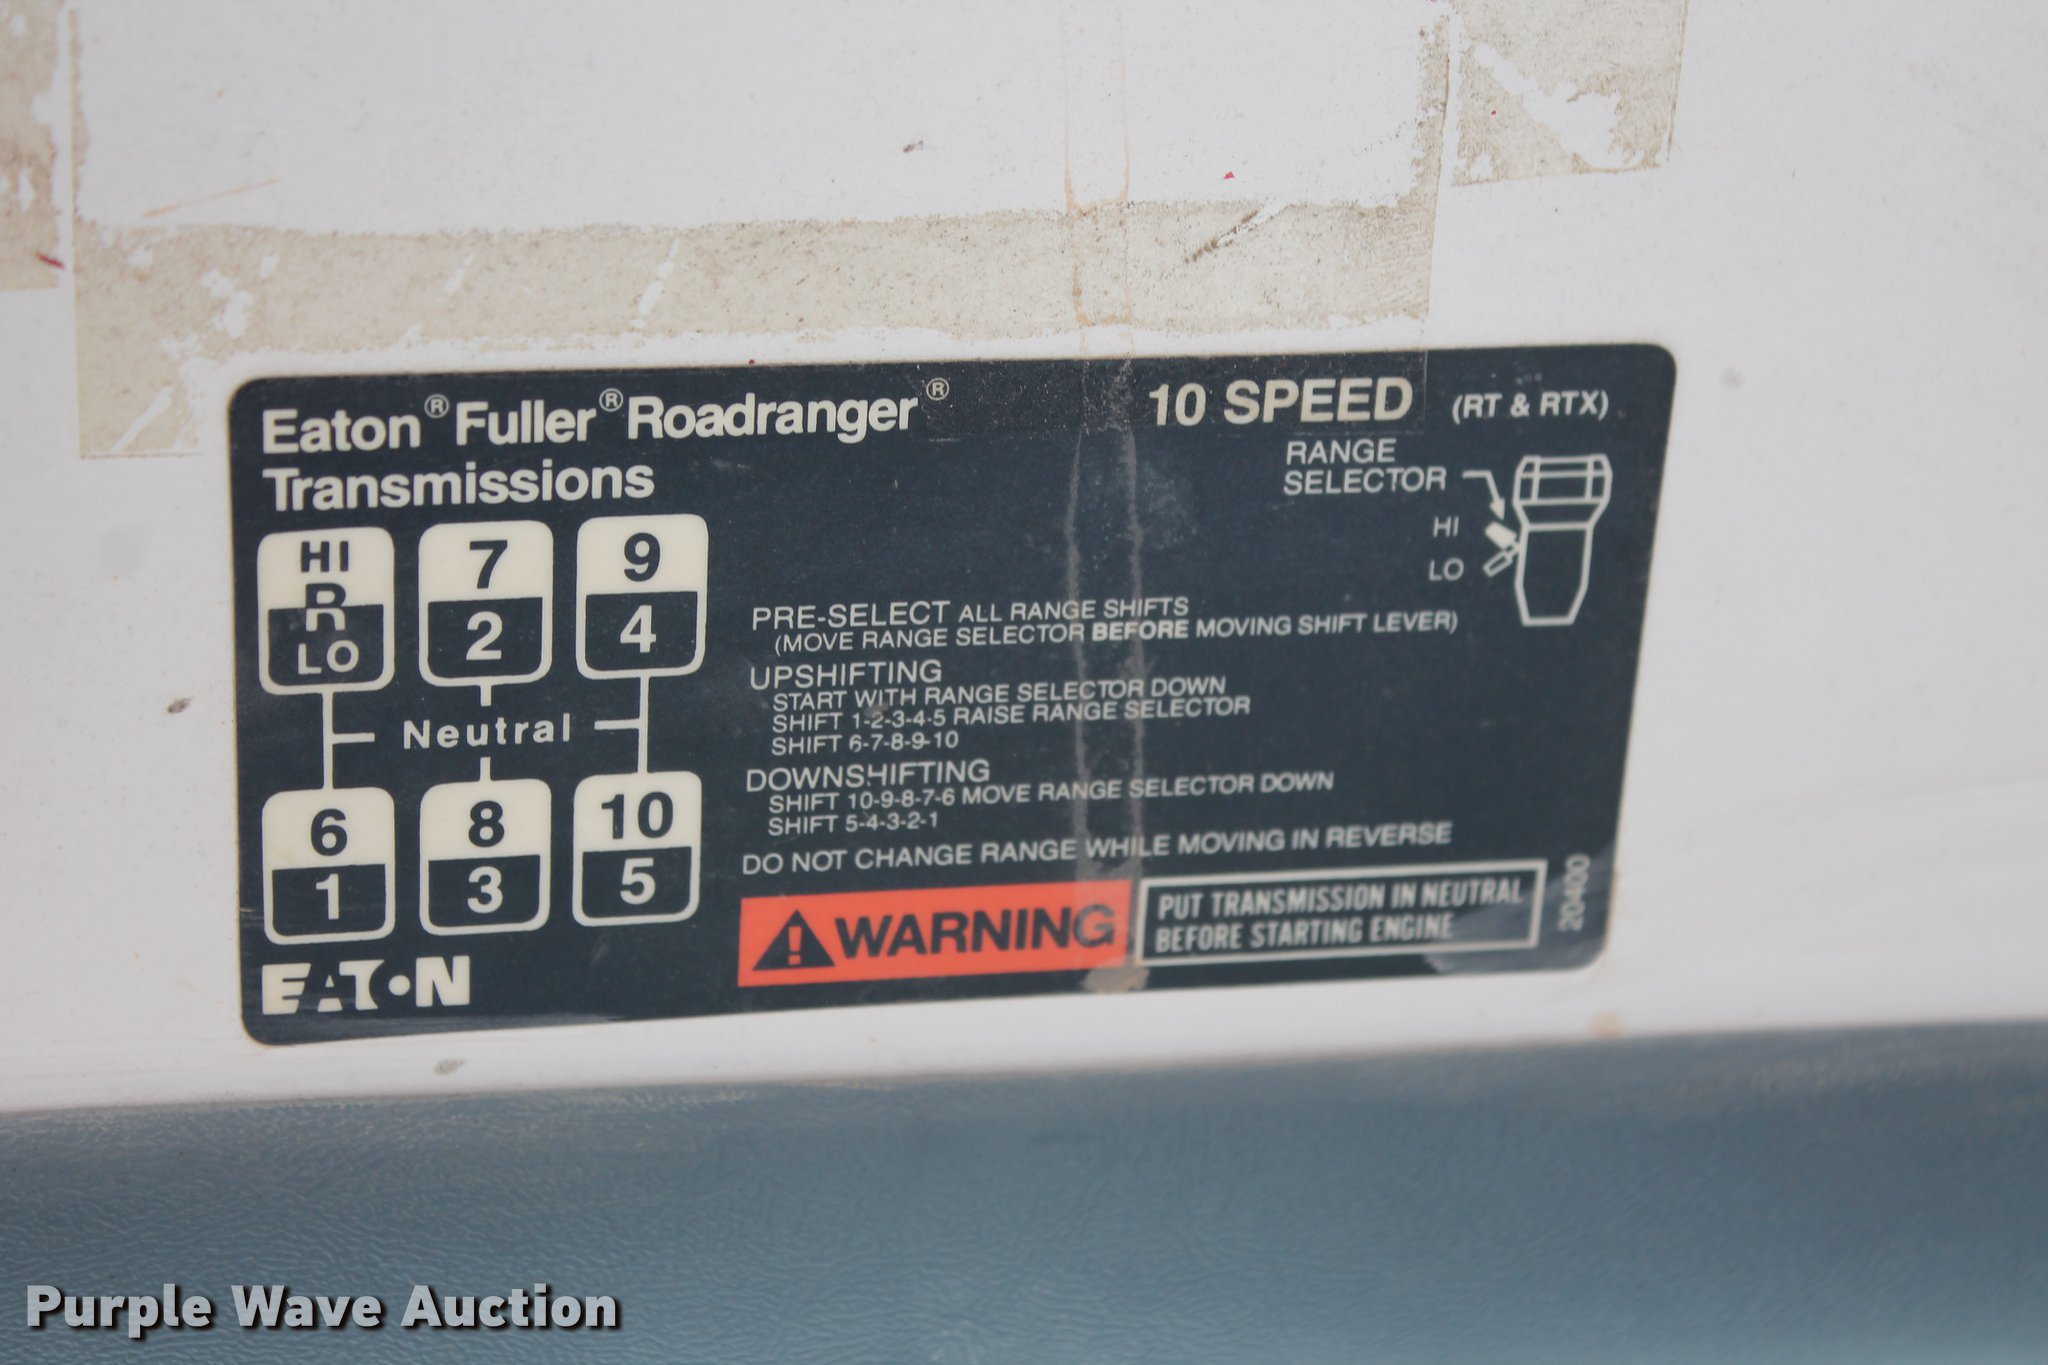 Eaton® Fuller® Roadranger®
Transmissions
10 SPEED (RT & RTX)
RANGE
SELECTOR
HI
LO
HI
R
LO
7
2
9
4
Neutral
6
1
8
3
10
5
PRE-SELECT ALL RANGE SHIFTS
(MOVE RANGE SELECTOR BEFORE MOVING SHIFT LEVER)
UPSHIFTING
START WITH RANGE SELECTOR DOWN
SHIFT 1-2-3-4-5 RAISE RANGE SELECTOR
SHIFT 6-7-8-9-10
DOWNSHIFTING
SHIFT 10-9-8-7-6 MOVE RANGE SELECTOR DOWN
SHIFT 5-4-3-2-1
DO NOT CHANGE RANGE WHILE MOVING IN REVERSE
WARNING
PUT TRANSMISSION IN NEUTRAL
BEFORE STARTING ENGINE
20400
EATON
Purple Wave Auction